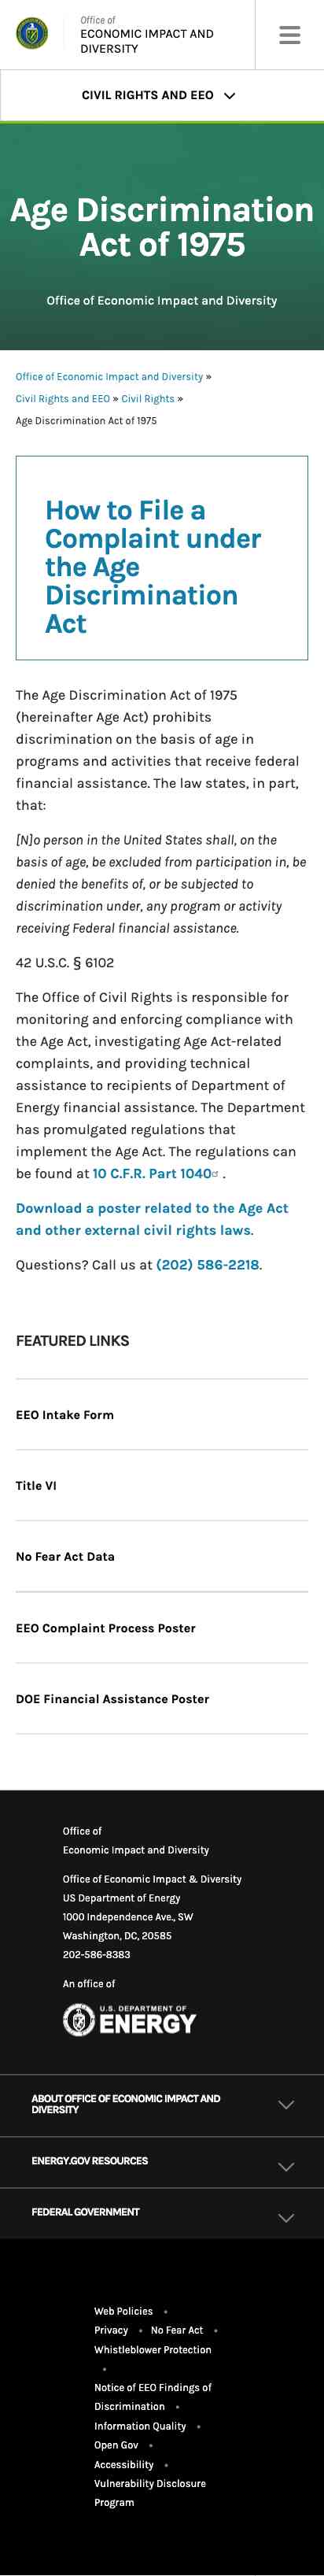 Office of
ECONOMIC IMPACT AND
DIVERSITY
CIVIL RIGHTS AND EEO
Age Discrimination
Act of 1975
Office of Economic Impact and Diversity
Office of Economic Impact and Diversity »
Civil Rights and EEO » Civil Rights »
Age Discrimination Act of 1975
How to File a
Complaint under
the Age
Discrimination
Act
The Age Discrimination Act of 1975
(hereinafter Age Act) prohibits
discrimination on the basis of age in
programs and activities that receive federal
financial assistance. The law states, in part,
that:
[N]o person in the United States shall, on the
basis of age, be excluded from participation in, be
denied the benefits of, or be subjected to
discrimination under, any program or activity
receiving Federal financial assistance.
42 U.S.C. § 6102
The Office of Civil Rights is responsible for
monitoring and enforcing compliance with
the Age Act, investigating Age Act-related
complaints, and providing technical
assistance to recipients of Department of
Energy financial assistance. The Department
has promulgated regulations that
implement the Age Act. The regulations can
be found at 10 C.F.R. Part 1040 .
Download a poster related to the Age Act
and other external civil rights laws.
Questions? Call us at (202) 586-2218.
FEATURED LINKS
EEO Intake Form
Title VI
No Fear Act Data
EEO Complaint Process Poster
DOE Financial Assistance Poster
Office of
Economic Impact and Diversity
Office of Economic Impact & Diversity
US Department of Energy
1000 Independence Ave., SW
Washington, DC, 20585
202-586-8383
An office of
U.S. DEPARTMENT OF
ENERGY
ABOUT OFFICE OF ECONOMIC IMPACT AND
DIVERSITY
ENERGY.GOV RESOURCES
FEDERAL GOVERNMENT
Web Policies •
Privacy • No Fear Act •
Whistleblower Protection
•
Notice of EEO Findings of
Discrimination •
Information Quality •
Open Gov •
Accessibility •
Vulnerability Disclosure
Program